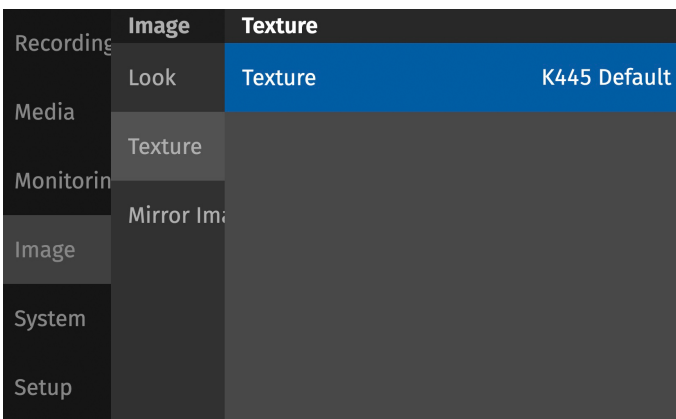 Recording
Media
Monitorin
Image
System
Setup
Image
Look
Texture
Mirror Ima
Texture
Texture K445 Default